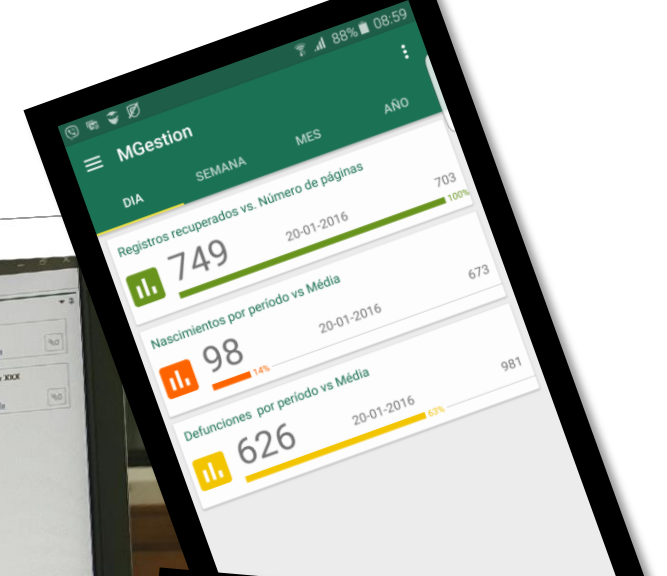 88% 08:59
MGestion
DIA SEMANA MES AÑO
Registros recuperados vs. Número de páginas
749 20-01-2016 703
100%
Nascimientos por período vs Média
98 20-01-2016 673
14%
Defunciones por período vs Média
626 20-01-2016 981
63%
xxx